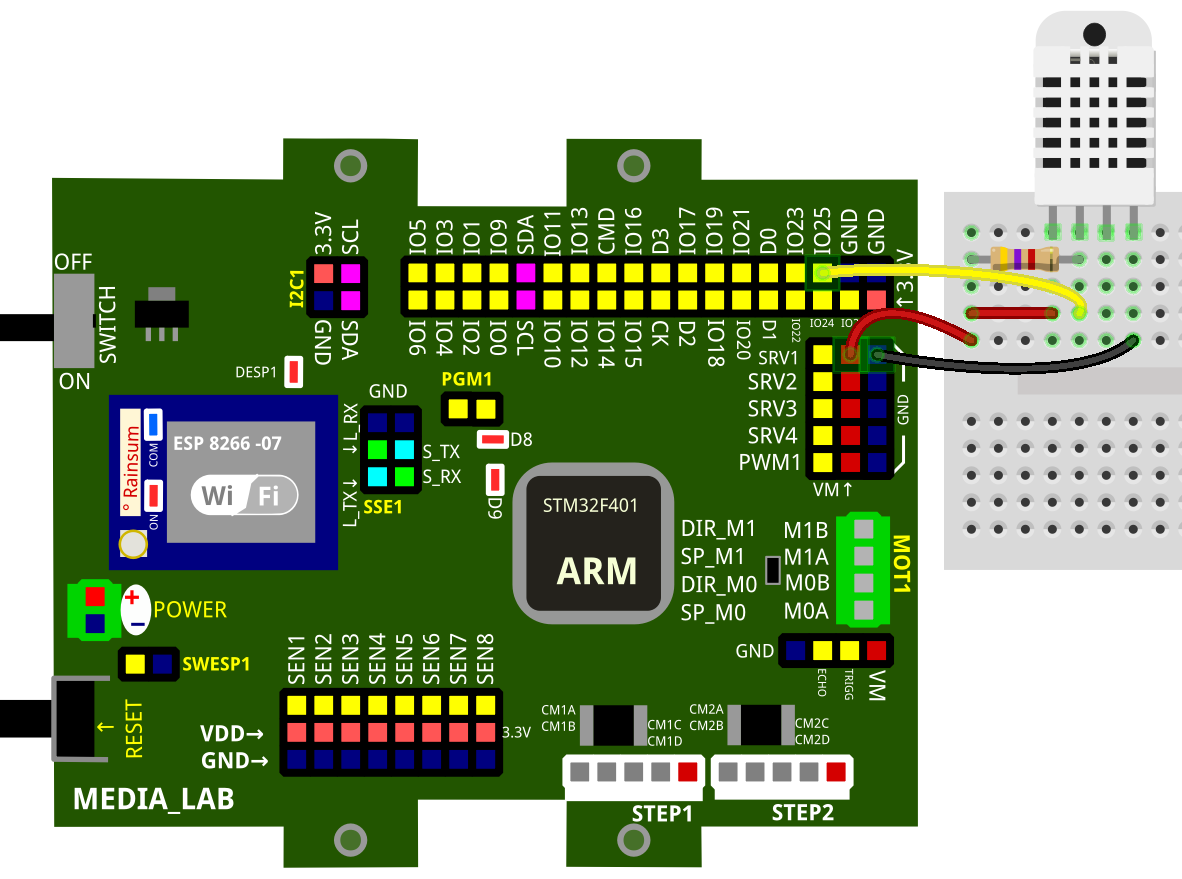 OFF
SWITCH
ON
3.3V
SCL
I2C1
GND
SDA
IO5
IO3
IO1
IO9
SDA
IO11
IO13
CMD
IO16
D3
IO17
IO19
IO21
D0
IO23
IO25
GND
GND
↑3.3V
IO6
IO4
IO2
IO0
SCL
IO10
IO12
IO14
IO15
CK
D2
IO18
IO20
D1
IO22
IO24
SRV1
SRV2
SRV3
SRV4
PWM1
GND
VM↑
DESP1
GND
L_RX
↓
S_TX
S_RX
L_TX
↑
SSE1
PGM1
D8
D9
° Rainsum
COM
ON
ESP 8266 -07
Wi Fi
STM32F401
ARM
DIR_M1
SP_M1
DIR_M0
SP_M0
M1B
M1A
M0B
M0A
MOT1
+
−
POWER
SWESP1
RESET
↑
GND
ECHO
TRIGG
VM
SEN1
SEN2
SEN3
SEN4
SEN5
SEN6
SEN7
SEN8
VDD→
3.3V
GND→
CM1A
CM1B
CM1C
CM1D
CM2A
CM2B
CM2C
CM2D
STEP1
STEP2
MEDIA_LAB